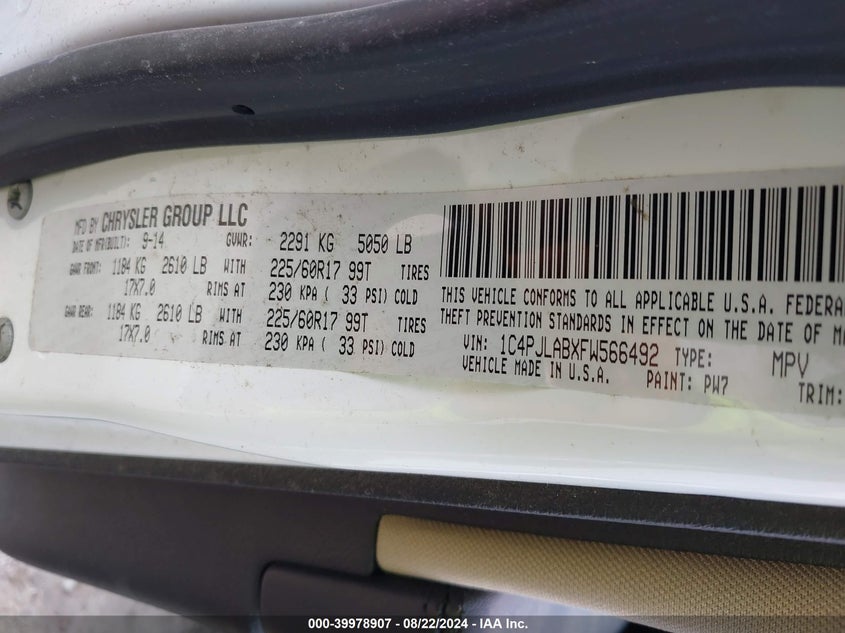 MFD BY CHRYSLER GROUP LLC
DATE OF MFR(BUILT): 9-14 GVWR: 2291 KG 5050 LB
GAWR FRONT: 1184 KG 2610 LB WITH 225/60R17 99T TIRES
17X7.0 RIMS AT 230 KPA ( 33 PSI) COLD
GAWR REAR: 1184 KG 2610 LB WITH 225/60R17 99T TIRES
17X7.0 RIMS AT 230 KPA ( 33 PSI) COLD
THIS VEHICLE CONFORMS TO ALL APPLICABLE U.S.A. FEDERA
THEFT PREVENTION STANDARDS IN EFFECT ON THE DATE OF MA
VIN: 1C4PJLABXFW566492 TYPE: MPV
VEHICLE MADE IN U.S.A. PAINT: PW7 TRIM:
000-39978907 - 08/22/2024 - IAA Inc.